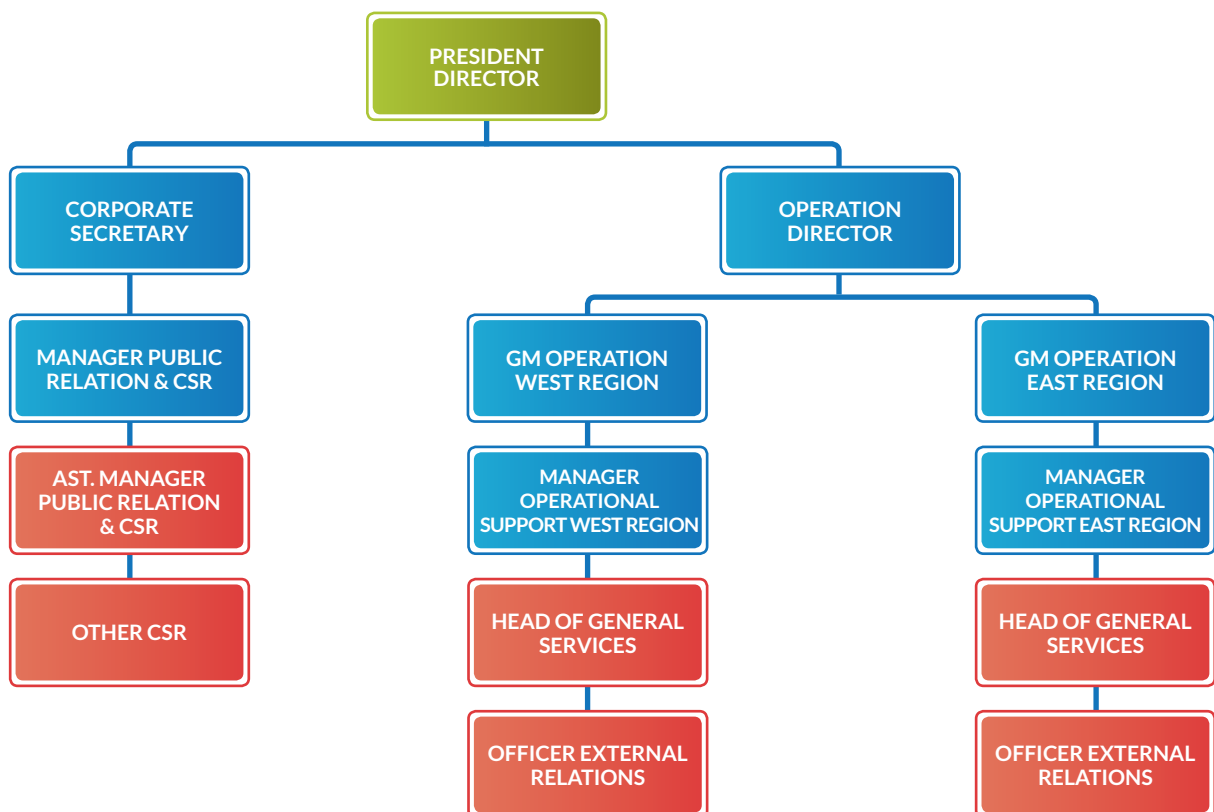 PRESIDENT
DIRECTOR
CORPORATE
SECRETARY
OPERATION
DIRECTOR
MANAGER PUBLIC
RELATION & CSR
GM OPERATION
WEST REGION
GM OPERATION
EAST REGION
AST. MANAGER
PUBLIC RELATION
& CSR
MANAGER
OPERATIONAL
SUPPORT WEST REGION
MANAGER
OPERATIONAL
SUPPORT EAST REGION
OTHER CSR
HEAD OF GENERAL
SERVICES
HEAD OF GENERAL
SERVICES
OFFICER EXTERNAL
RELATIONS
OFFICER EXTERNAL
RELATIONS